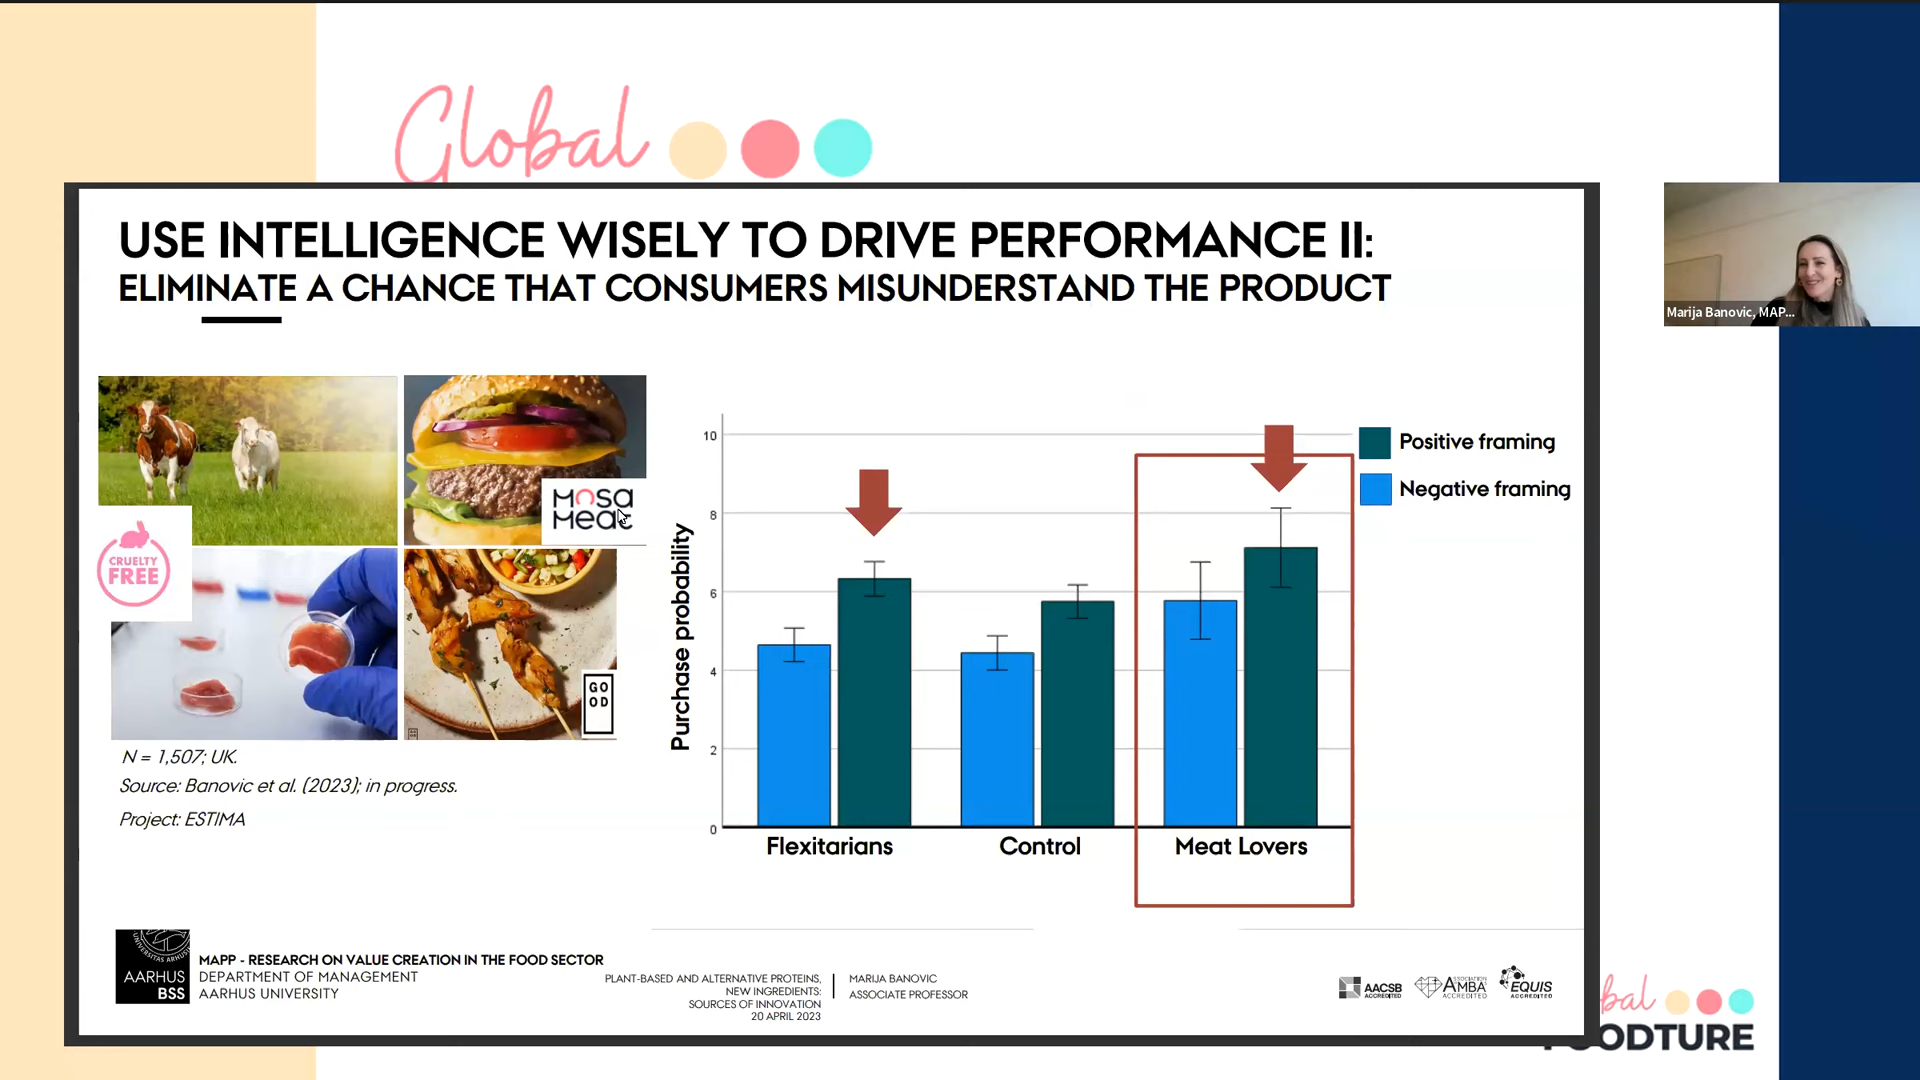 Global
USE INTELLIGENCE WISELY TO DRIVE PERFORMANCE II:
ELIMINATE A CHANCE THAT CONSUMERS MISUNDERSTAND THE PRODUCT
Marija Banovic, MAP...
Mosa
Meat
CRUELTY
FREE
GO
OD
N = 1,507; UK.
Source: Banovic et al. (2023); in progress.
Project: ESTIMA
Purchase probability
10
8
6
4
2
0
Flexitarians
Control
Meat Lovers
Positive framing
Negative framing
AARHUS
BSS
MAPP - RESEARCH ON VALUE CREATION IN THE FOOD SECTOR
DEPARTMENT OF MANAGEMENT
AARHUS UNIVERSITY
PLANT-BASED AND ALTERNATIVE PROTEINS,
NEW INGREDIENTS:
SOURCES OF INNOVATION
20 APRIL 2023
MARIJA BANOVIC
ASSOCIATE PROFESSOR
AACSB
ACCREDITED
ASSOCIATION
AMBA
ACCREDITED
EQUIS
ACCREDITED
bal
OODTURE